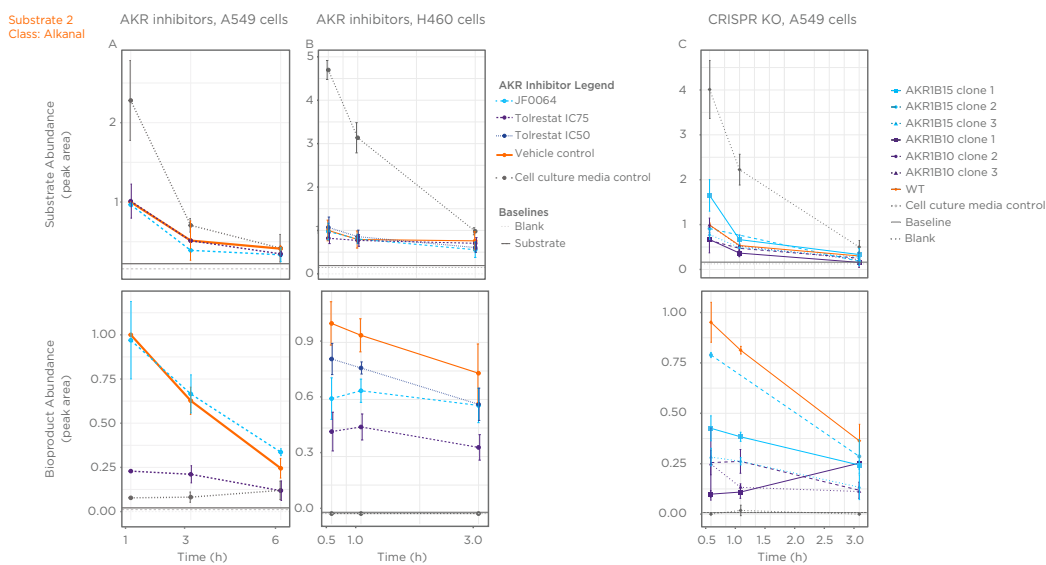 Substrate 2
Class: Alkanal
AKR inhibitors, A549 cells
AKR inhibitors, H460 cells
CRISPR KO, A549 cells
A
B
C
Substrate Abundance
(peak area)
2
1
5
4
3
2
1
0
5
4
3
2
1
0
AKR Inhibitor Legend
JF0064
Tolrestat IC75
Tolrestat IC50
Vehicle control
Cell culture media control
Baselines
Blank
Substrate
AKR1B15 clone 1
AKR1B15 clone 2
AKR1B15 clone 3
AKR1B10 clone 1
AKR1B10 clone 2
AKR1B10 clone 3
WT
Cell cuture media control
Baseline
Blank
Bioproduct Abundance
(peak area)
1.00
0.75
0.50
0.25
0.00
0.9
0.6
0.3
0.0
1.00
0.75
0.50
0.25
0.00
1 3 6
0.5 1.0 3.0
0.5 1.0 1.5 2.0 2.5 3.0
Time (h)
Time (h)
Time (h)